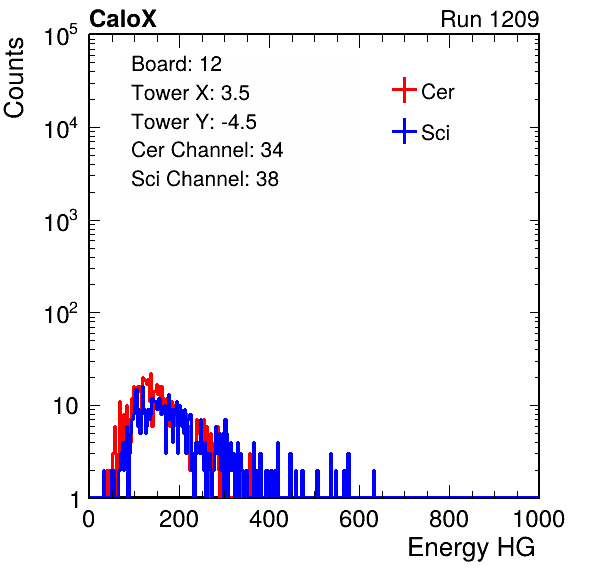 CaloX Run 1209
Counts
10^5
10^4
10^3
10^2
10
1
Board: 12
Tower X: 3.5
Tower Y: -4.5
Cer Channel: 34
Sci Channel: 38
Cer
Sci
0 200 400 600 800 1000
Energy HG